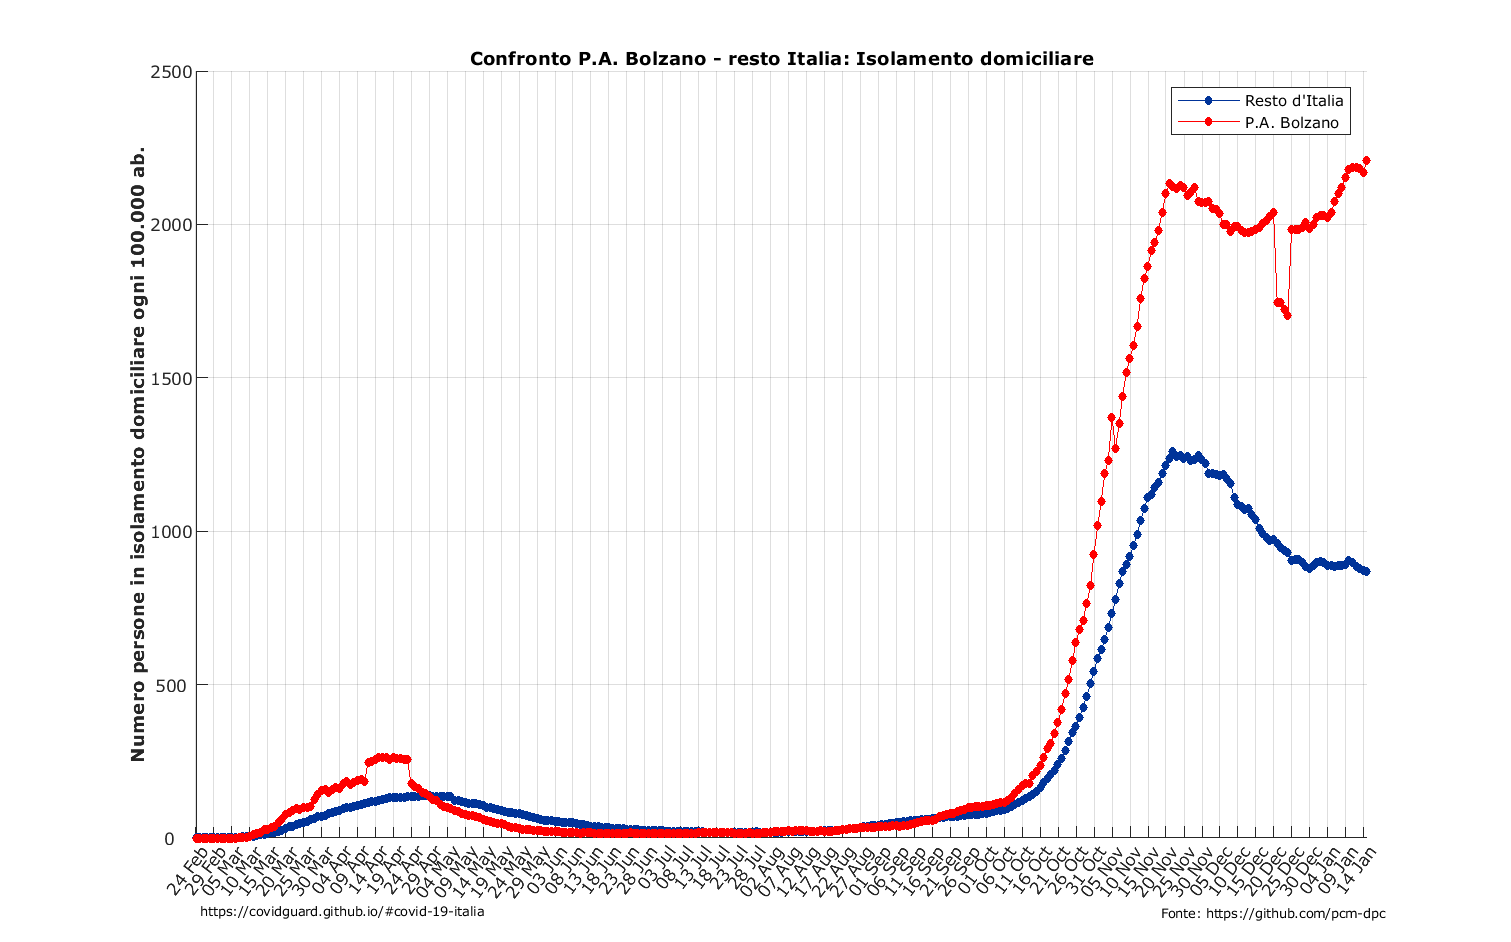 Confronto P.A. Bolzano - resto Italia: Isolamento domiciliare
Resto d'Italia
P.A. Bolzano
Numero persone in isolamento domiciliare ogni 100.000 ab.
2500
2000
1500
1000
500
0
24 Feb
29 Feb
05 Mar
10 Mar
15 Mar
20 Mar
25 Mar
30 Mar
04 Apr
09 Apr
14 Apr
19 Apr
24 Apr
29 Apr
04 May
09 May
14 May
19 May
24 May
29 May
03 Jun
08 Jun
13 Jun
18 Jun
23 Jun
28 Jun
03 Jul
08 Jul
13 Jul
18 Jul
23 Jul
28 Jul
02 Aug
07 Aug
12 Aug
17 Aug
22 Aug
27 Aug
01 Sep
06 Sep
11 Sep
16 Sep
21 Sep
26 Sep
01 Oct
06 Oct
11 Oct
16 Oct
21 Oct
26 Oct
31 Oct
05 Nov
10 Nov
15 Nov
20 Nov
25 Nov
30 Nov
05 Dec
10 Dec
15 Dec
20 Dec
25 Dec
30 Dec
04 Jan
09 Jan
14 Jan
https://covidguard.github.io/#covid-19-italia
Fonte: https://github.com/pcm-dpc